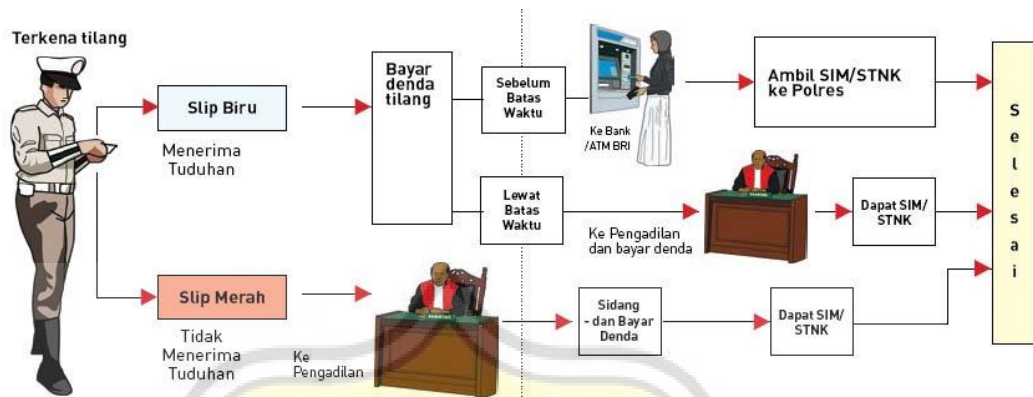 Terkena tilang
Slip Biru
Menerima
Tuduhan
Bayar
denda
tilang
Sebelum
Batas
Waktu
Ke Bank
/ATM BRI
Ambil SIM/STNK
ke Polres
Lewat
Batas
Waktu
Ke Pengadilan
dan bayar denda
Dapat SIM/
STNK
Slip Merah
Tidak
Menerima
Tuduhan
Ke
Pengadilan
Sidang
- dan Bayar
Denda
Dapat SIM/
STNK
S
e
l
e
s
a
i